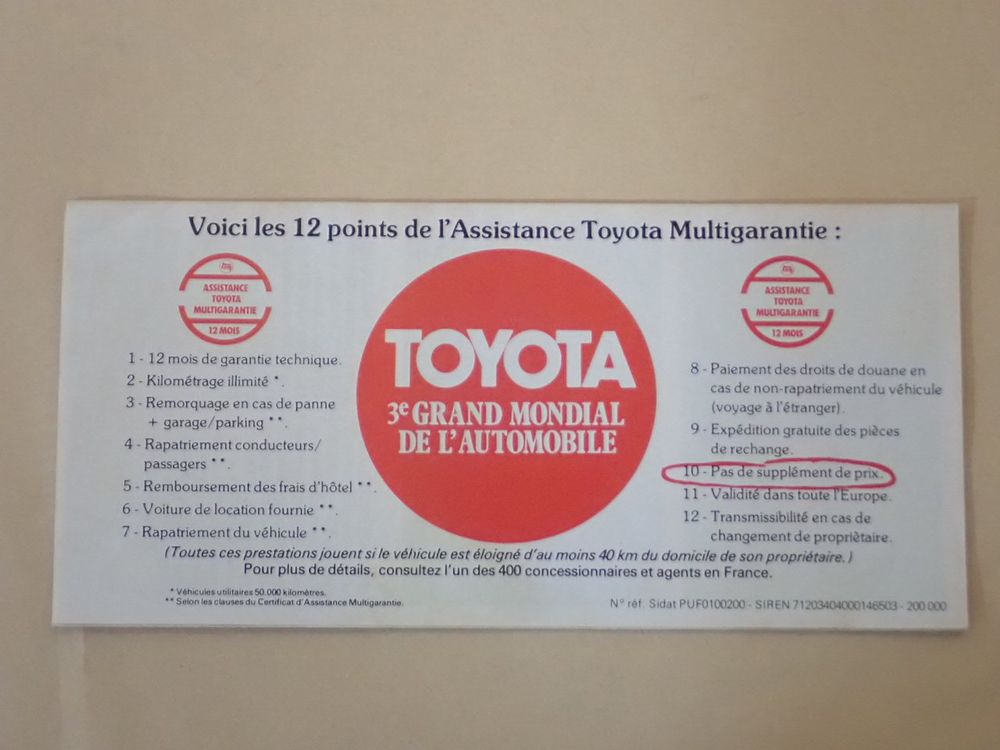 Voici les 12 points de l'Assistance Toyota Multigarantie :
ASSISTANCE
TOYOTA
MULTIGARANTIE
12 MOIS
1 - 12 mois de garantie technique.
2 - Kilométrage illimité *.
3 - Remorquage en cas de panne
+ garage/parking **.
4 - Rapatriement conducteurs/
passagers **.
5 - Remboursement des frais d'hôtel **.
6 - Voiture de location fournie **.
7 - Rapatriement du véhicule **.
TOYOTA
3e GRAND MONDIAL
DE L'AUTOMOBILE
ASSISTANCE
TOYOTA
MULTIGARANTIE
12 MOIS
8 - Paiement des droits de douane en
cas de non-rapatriement du véhicule
(voyage à l'étranger).
9 - Expédition gratuite des pièces
de rechange.
10 - Pas de supplément de prix.
11 - Validité dans toute l'Europe.
12 - Transmissibilité en cas de
changement de propriétaire.
(Toutes ces prestations jouent si le véhicule est éloigné d'au moins 40 km du domicile de son propriétaire.)
Pour plus de détails, consultez l'un des 400 concessionnaires et agents en France.
* Véhicules utilitaires 50.000 kilomètres.
** Selon les clauses du Certificat d'Assistance Multigarantie.
N° réf. Sidat PUF0100200 - SIREN 71203404000146503 - 200 000